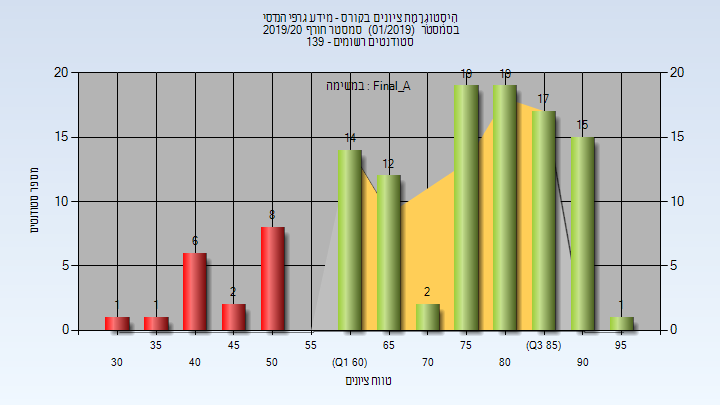 היסטוגרמת ציונים בקורס - מידע גרפי הנדסי
בסמסטר (01/2019) סמסטר חורף 2019/20
סטודנטים רשומים - 139
במשימה : Final_A
מספר סטודנטים
20 15 10 5 0
20 15 10 5 0
1 1 6 2 8 14 12 2 19 19 17 15 1
35 45 55 65 75 (Q3 85) 95
30 40 50 (Q1 60) 70 80 90
טווח ציונים